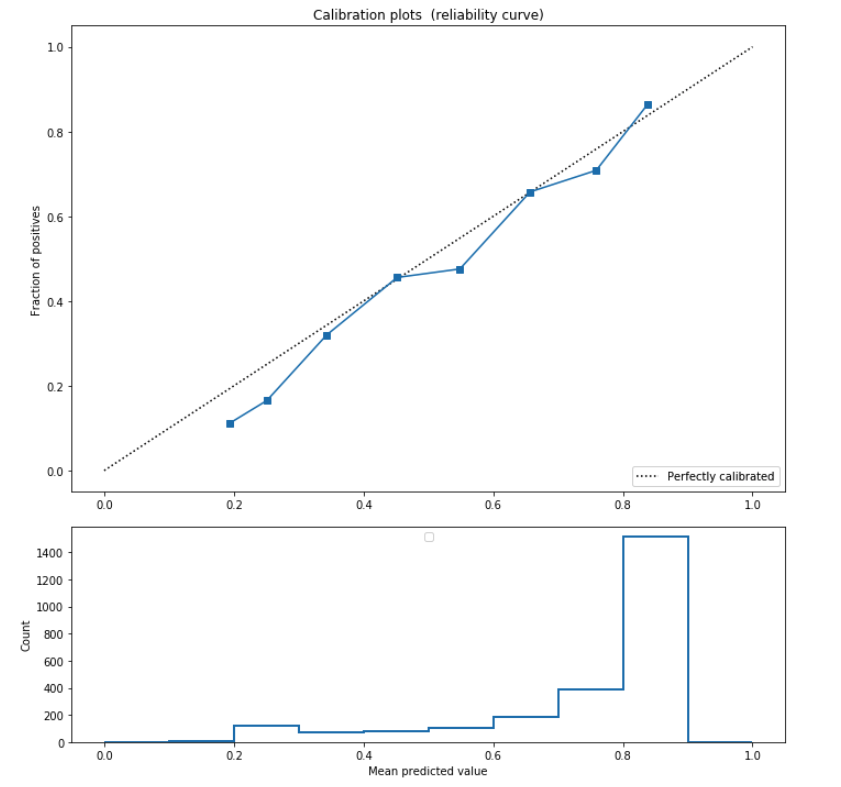 Calibration plots  (reliability curve)
1.0
0.8
0.6
0.4
0.2
0.0
Fraction of positives
Perfectly calibrated
0.0 0.2 0.4 0.6 0.8 1.0
1400
1200
1000
800
600
400
200
0
Count
0.0 0.2 0.4 0.6 0.8 1.0
Mean predicted value